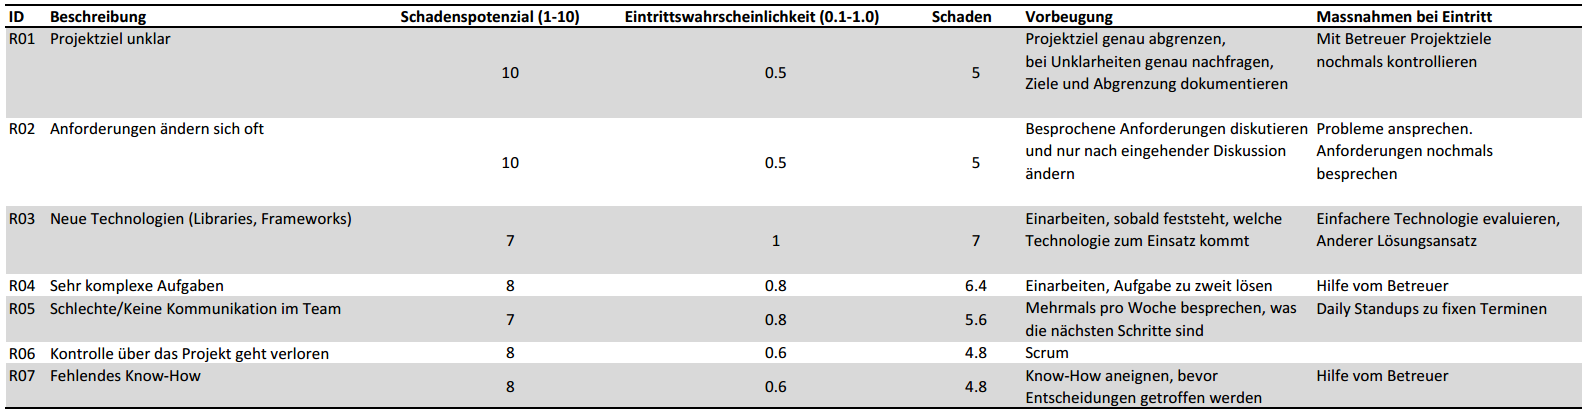 ID Beschreibung Schadenspotenzial (1-10) Eintrittswahrscheinlichkeit (0.1-1.0) Schaden Vorbeugung Massnahmen bei Eintritt
R01 Projektziel unklar Projektziel genau abgrenzen, Mit Betreuer Projektziele
bei Unklarheiten genau nachfragen, nochmals kontrollieren
10 0.5 5
Ziele und Abgrenzung dokumentieren
R02 Anforderungen ändern sich oft Besprochene Anforderungen diskutieren Probleme ansprechen.
und nur nach eingehender Diskussion Anforderungen nochmals
10 0.5 5
ändern besprechen
R03 Neue Technologien (Libraries, Frameworks) Einarbeiten, sobald feststeht, welche Einfachere Technologie evaluieren,
7 1 7 Technologie zum Einsatz kommt Anderer Lösungsansatz
R04 Sehr komplexe Aufgaben 8 0.8 6.4 Einarbeiten, Aufgabe zu zweit lösen Hilfe vom Betreuer
R05 Schlechte/Keine Kommunikation im Team Mehrmals pro Woche besprechen, was Daily Standups zu fixen Terminen
7 0.8 5.6
die nächsten Schritte sind
R06 Kontrolle über das Projekt geht verloren 8 0.6 4.8 Scrum
R07 Fehlendes Know-How Know-How aneignen, bevor Hilfe vom Betreuer
8 0.6 4.8
Entscheidungen getroffen werden